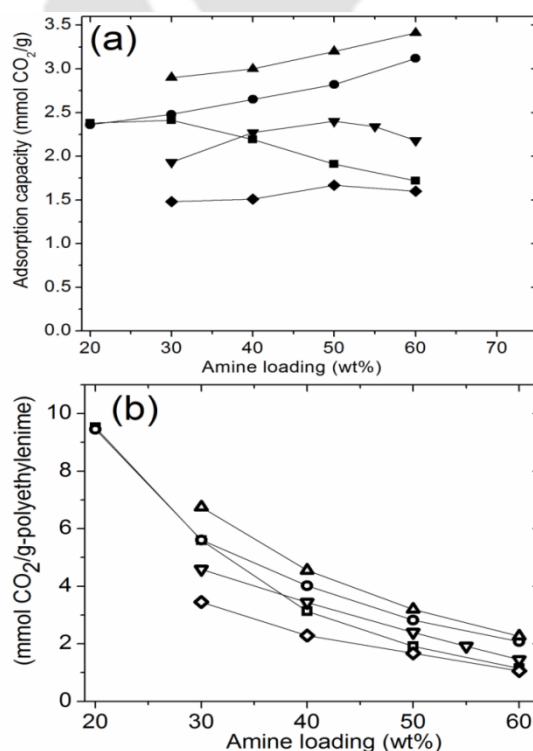 (a)
Adsorption capacity (mmol CO₂/g)
3.5
3.0
2.5
2.0
1.5
1.0
0.5
0.0
20 30 40 50 60 70
Amine loading (wt%)
(b)
(mmol CO₂/g-polyethylenime)
10
8
6
4
2
0
20 30 40 50 60
Amine loading (wt%)